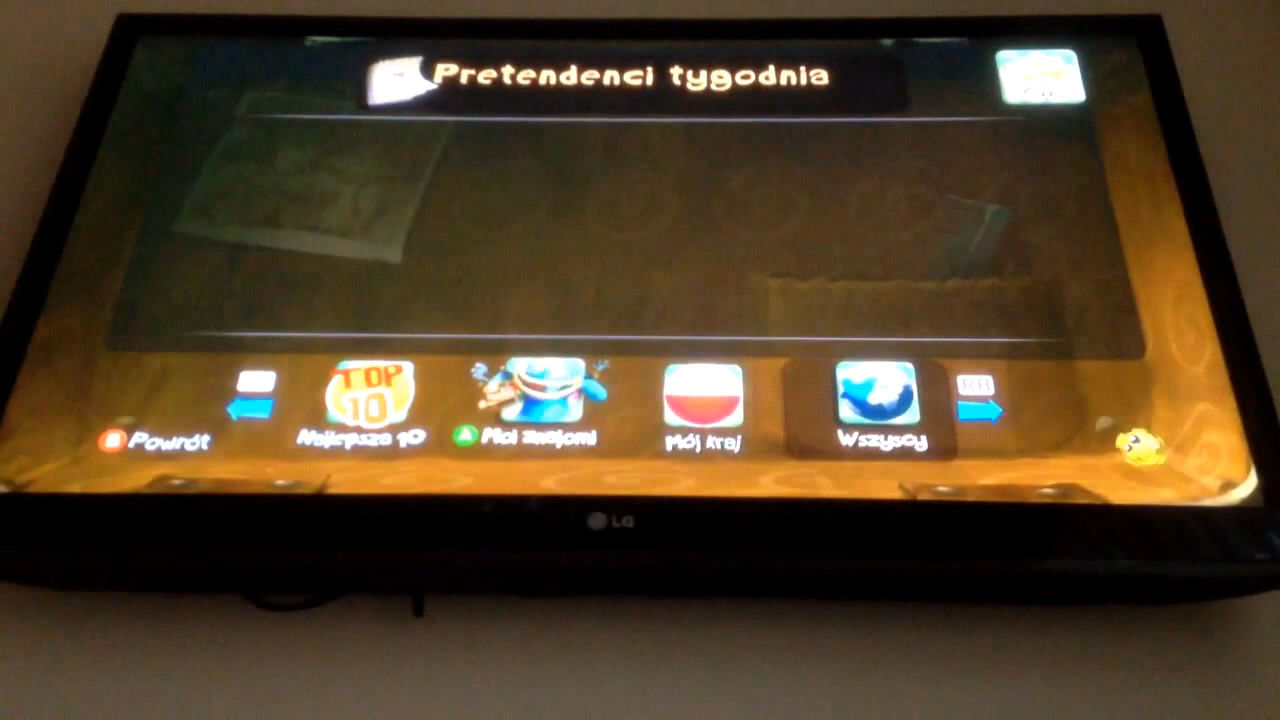 Pretendenci tygodnia
TOP
10
RB
B Powrót
Najlepsze 10
A Moi znajomi
Mój kraj
Wszyscy
LG